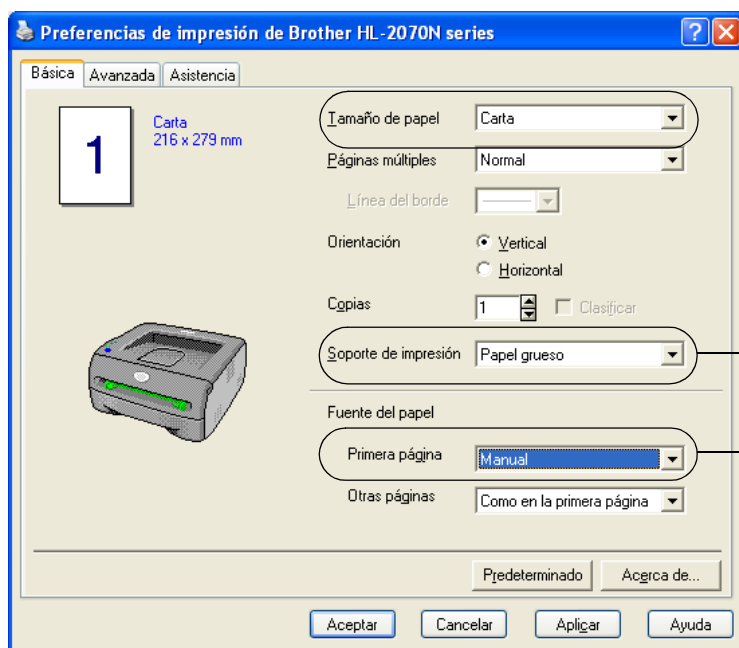 Preferencias de impresión de Brother HL-2070N series
Básica Avanzada Asistencia
1
Carta
216 x 279 mm
Tamaño de papel Carta
Páginas múltiples Normal
Línea del borde
Orientación Vertical
Horizontal
Copias 1 Clasificar
Soporte de impresión Papel grueso
Fuente del papel
Primera página Manual
Otras páginas Como en la primera página
Predeterminado Acerca de...
Aceptar Cancelar Aplicar Ayuda